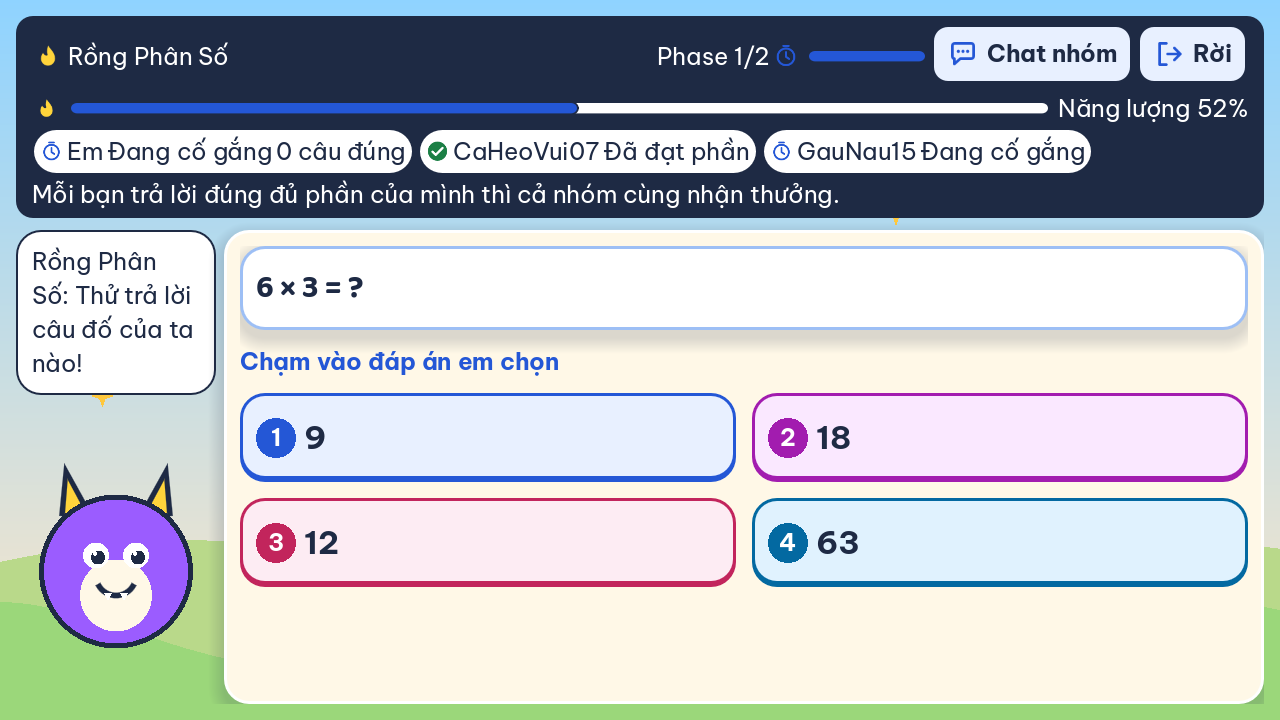 Rồng Phân Số
Phase 1/2
Chat nhóm
Rời
Năng lượng 52%
Em Đang cố gắng 0 câu đúng
CaHeoVui07 Đã đạt phần
GauNau15 Đang cố gắng
Mỗi bạn trả lời đúng đủ phần của mình thì cả nhóm cùng nhận thưởng.
Rồng Phân
Số: Thử trả lời
câu đố của ta
nào!
6 × 3 = ?
Chạm vào đáp án em chọn
1 9
2 18
3 12
4 63